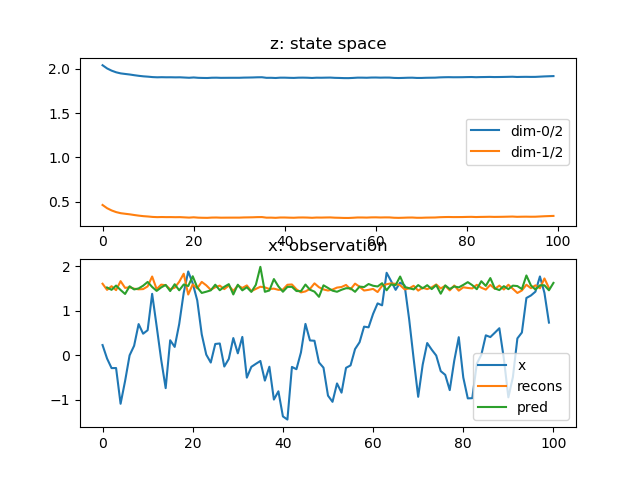 z: state space
2.0
1.5
1.0
0.5
dim-0/2
dim-1/2
0 20 40 60 80 100
x: observation
2
1
0
−1
x
recons
pred
0 20 40 60 80 100